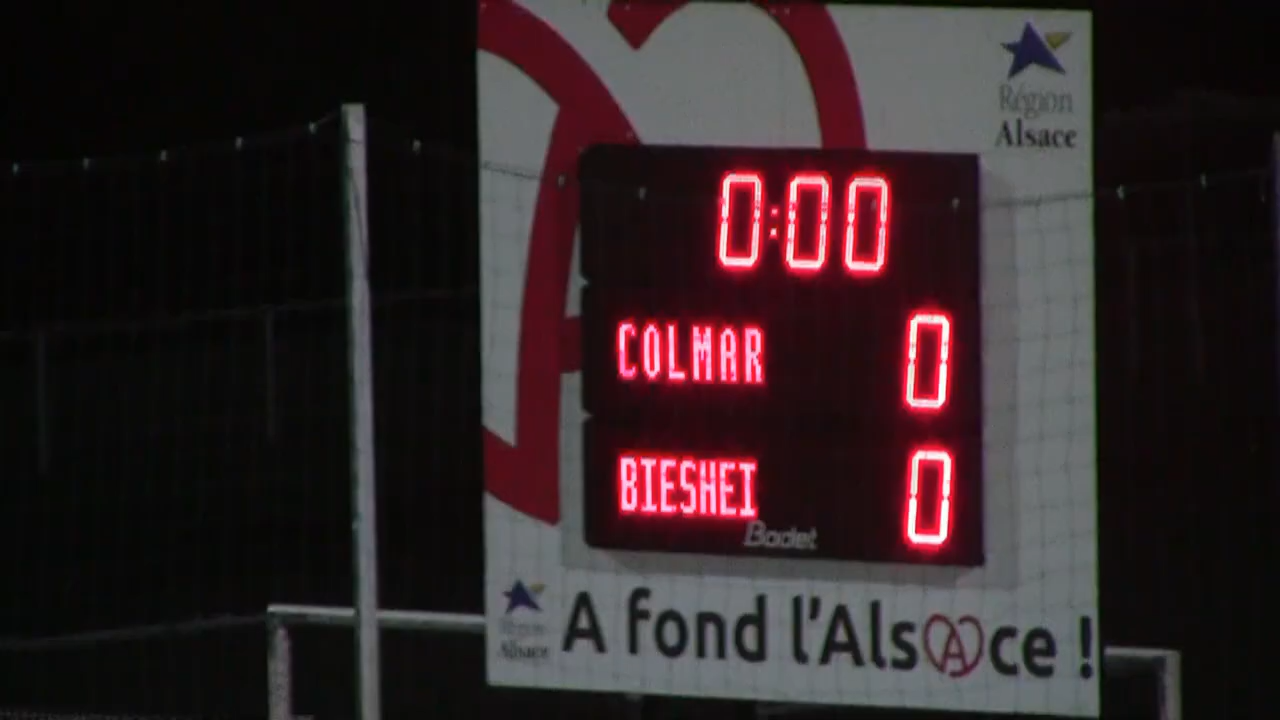 Région
Alsace
0:00
COLMAR 0
BIESHEI 0
Bodet
Région
Alsace
A fond l'Alsace !